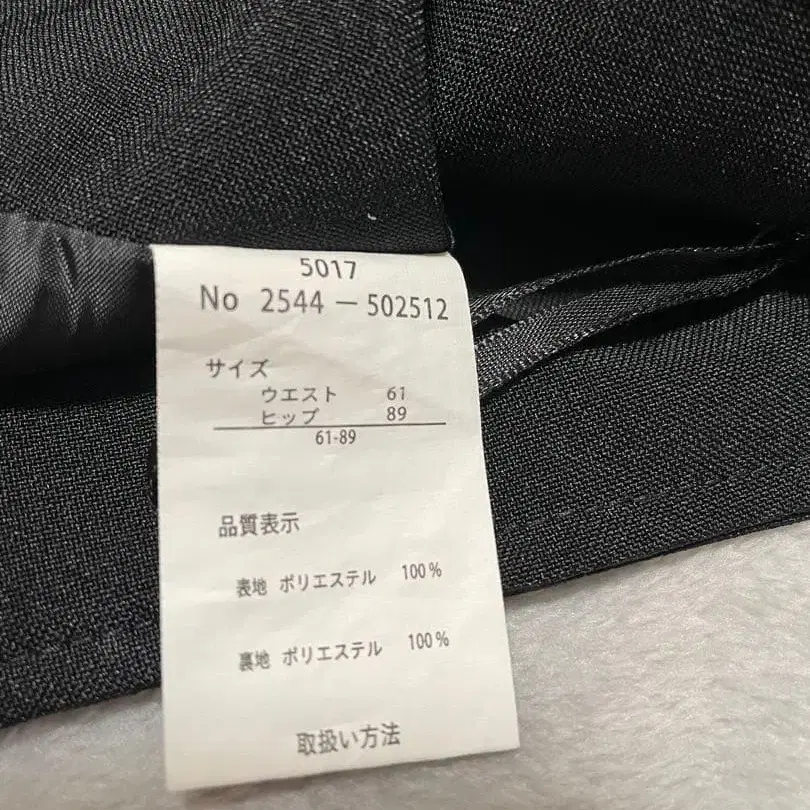 5017
No 2544 — 502512
サイズ
ウエスト 61
ヒップ 89
61-89
品質表示
表地 ポリエステル 100%
裏地 ポリエステル 100%
取扱い方法